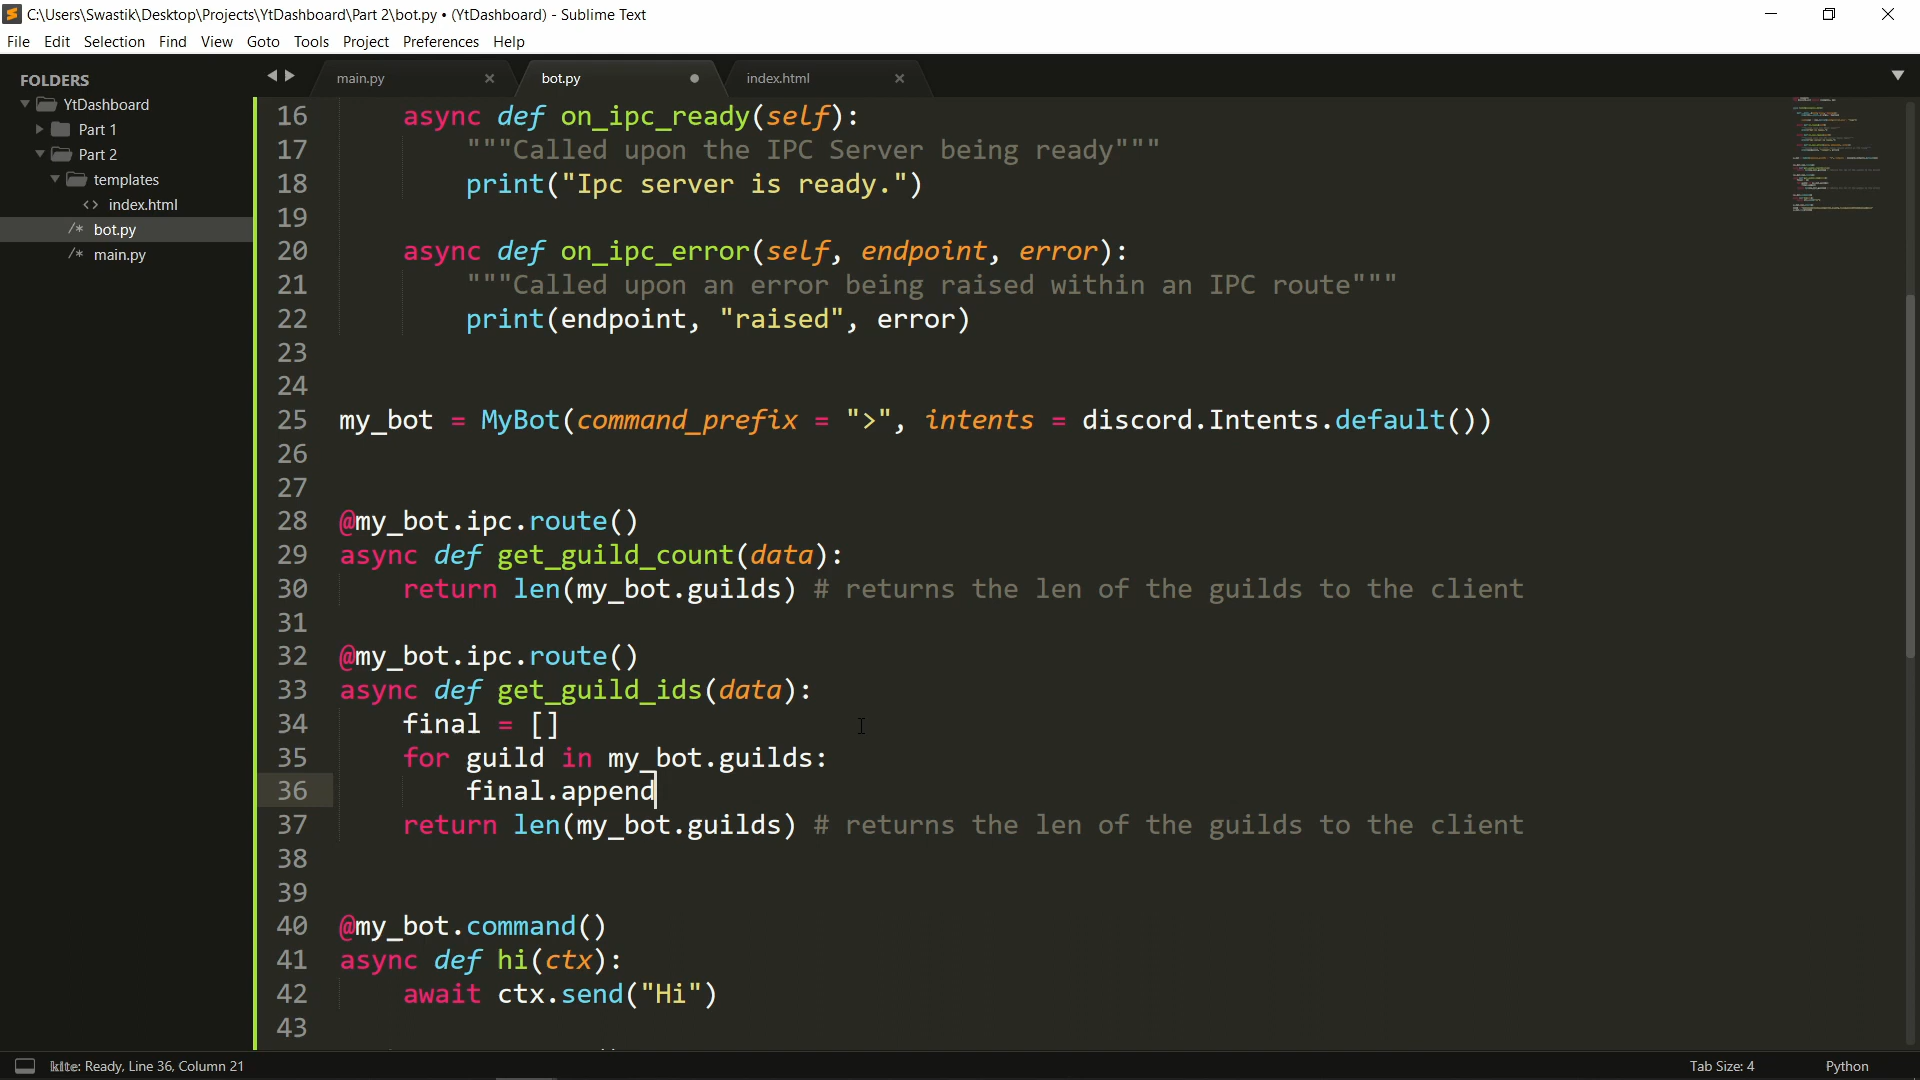 C:\Users\Swastik\Desktop\Projects\YtDashboard\Part 2\bot.py • (YtDashboard) - Sublime Text
File Edit Selection Find View Goto Tools Project Preferences Help
FOLDERS
YtDashboard
Part 1
Part 2
templates
<> index.html
/* bot.py
/* main.py
main.py × bot.py ● index.html ×
16 async def on_ipc_ready(self):
17 """Called upon the IPC Server being ready"""
18 print("Ipc server is ready.")
19
20 async def on_ipc_error(self, endpoint, error):
21 """Called upon an error being raised within an IPC route"""
22 print(endpoint, "raised", error)
23
24
25 my_bot = MyBot(command_prefix = ">", intents = discord.Intents.default())
26
27
28 @my_bot.ipc.route()
29 async def get_guild_count(data):
30 return len(my_bot.guilds) # returns the len of the guilds to the client
31
32 @my_bot.ipc.route()
33 async def get_guild_ids(data):
34 final = []
35 for guild in my_bot.guilds:
36 final.append
37 return len(my_bot.guilds) # returns the len of the guilds to the client
38
39
40 @my_bot.command()
41 async def hi(ctx):
42 await ctx.send("Hi")
43
kite: Ready, Line 36, Column 21 Tab Size: 4 Python